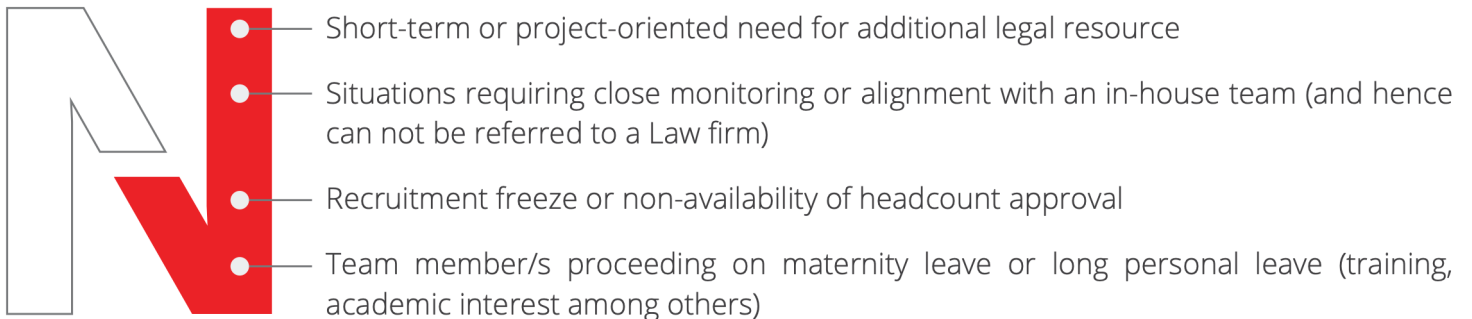 Short-term or project-oriented need for additional legal resource
Situations requiring close monitoring or alignment with an in-house team (and hence
can not be referred to a Law firm)
Recruitment freeze or non-availability of headcount approval
Team member/s proceeding on maternity leave or long personal leave (training,
academic interest among others)